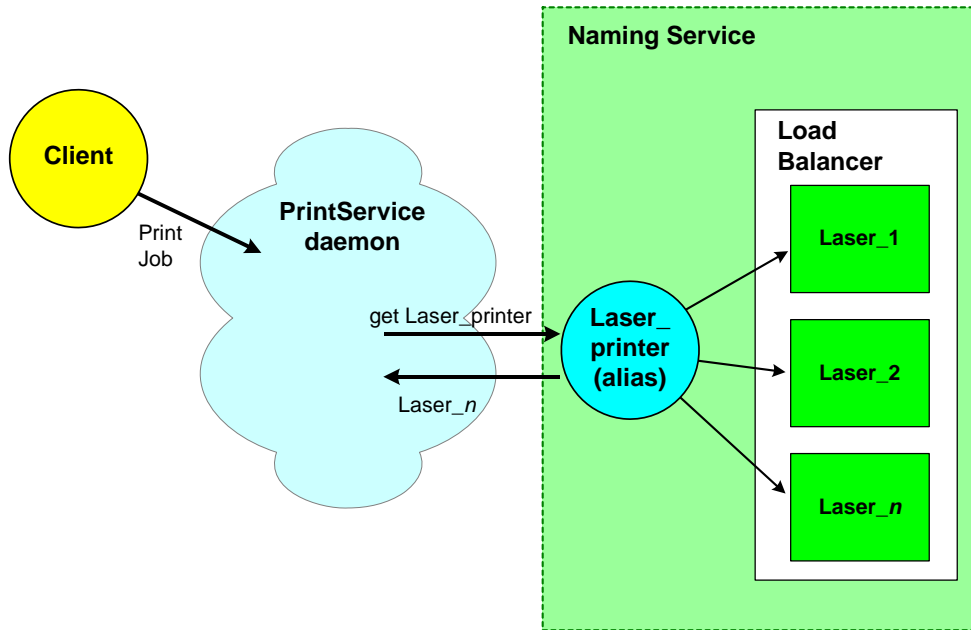 Naming Service
Client
Print
Job
PrintService
daemon
get Laser_printer
Laser_n
Laser_
printer
(alias)
Load
Balancer
Laser_1
Laser_2
Laser_n